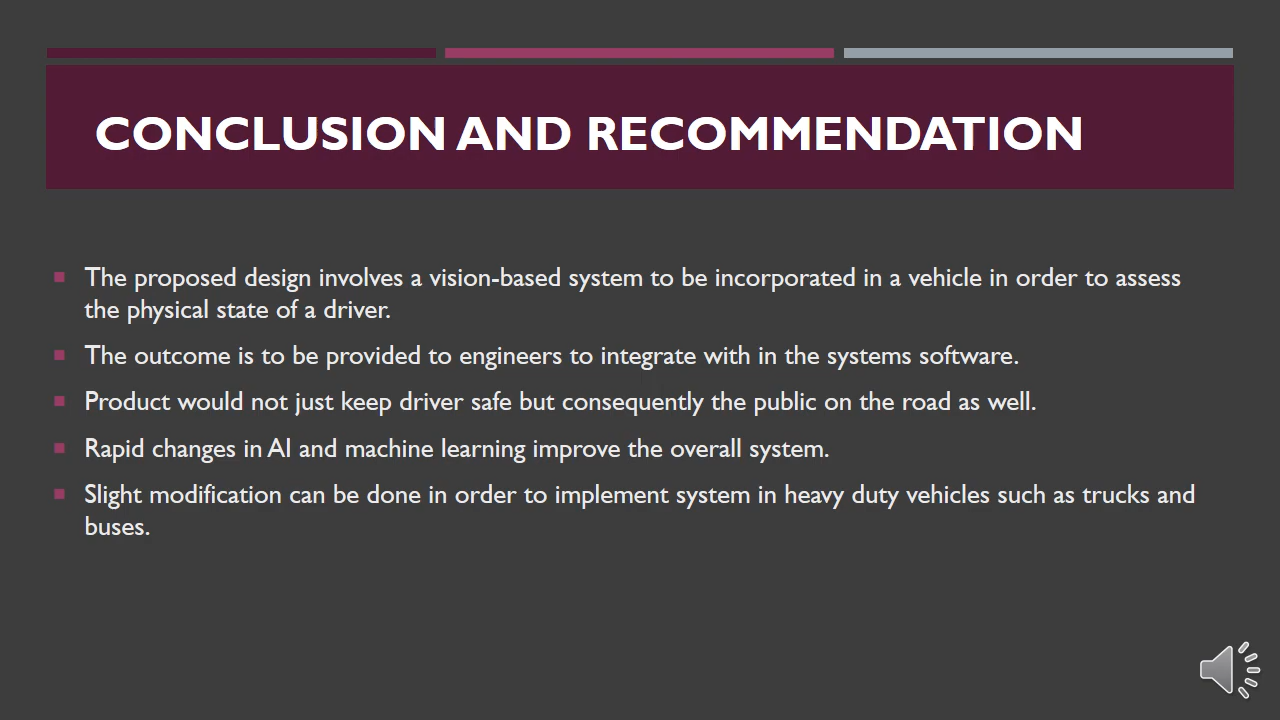 CONCLUSION AND RECOMMENDATION
The proposed design involves a vision-based system to be incorporated in a vehicle in order to assess
the physical state of a driver.
The outcome is to be provided to engineers to integrate with in the systems software.
Product would not just keep driver safe but consequently the public on the road as well.
Rapid changes in AI and machine learning improve the overall system.
Slight modification can be done in order to implement system in heavy duty vehicles such as trucks and
buses.